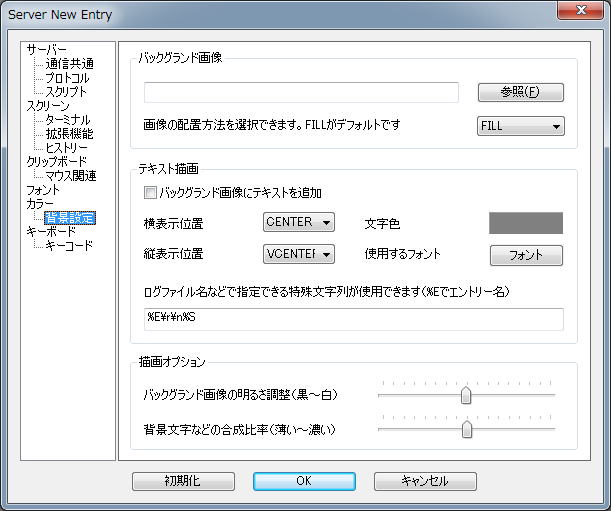 Server New Entry
サーバー
通信共通
プロトコル
スクリプト
スクリーン
ターミナル
拡張機能
ヒストリー
クリップボード
マウス関連
フォント
カラー
背景設定
キーボード
キーコード
バックグランド画像
参照(F)
画像の配置方法を選択できます。FILLがデフォルトです
FILL
テキスト描画
バックグランド画像にテキストを追加
横表示位置 CENTER 文字色
縦表示位置 VCENTER 使用するフォント フォント
ログファイル名などで指定できる特殊文字列が使用できます(%Eでエントリー名)
%E¥r¥n%S
描画オプション
バックグランド画像の明るさ調整(黒～白)
背景文字などの合成比率(薄い～濃い)
初期化 OK キャンセル